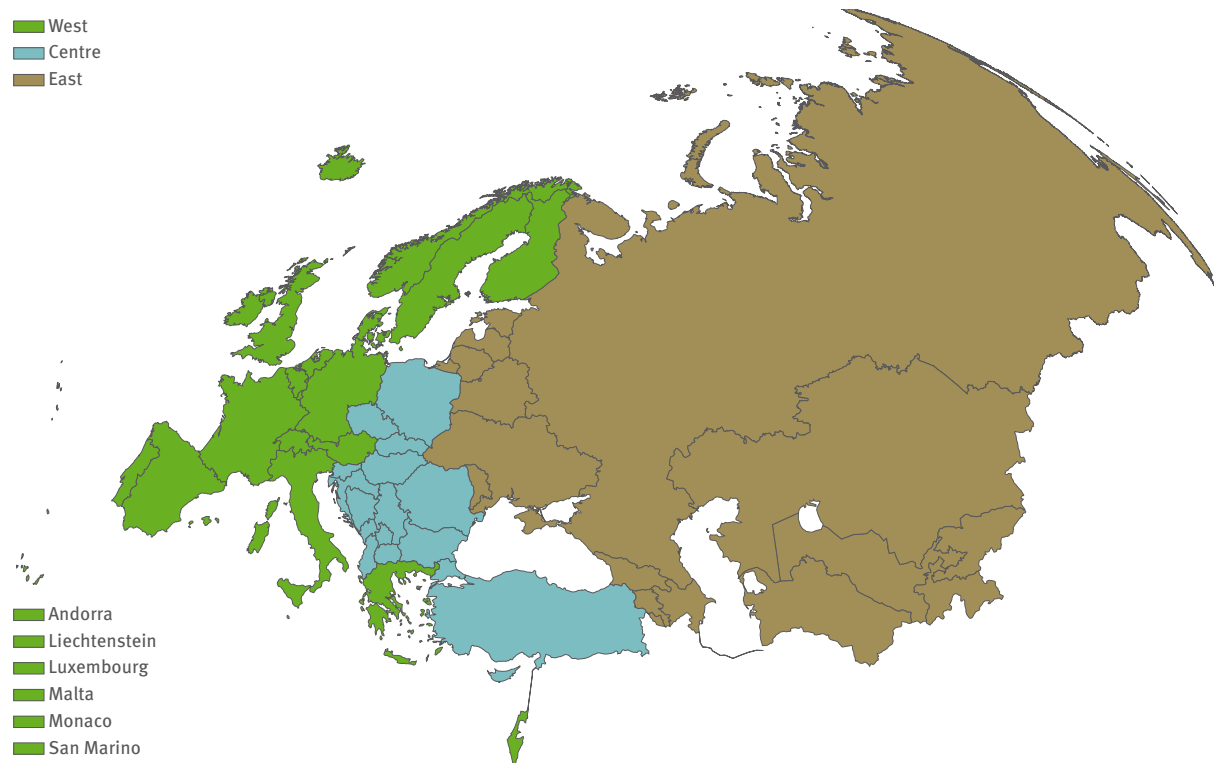 West
Centre
East
Andorra
Liechtenstein
Luxembourg
Malta
Monaco
San Marino